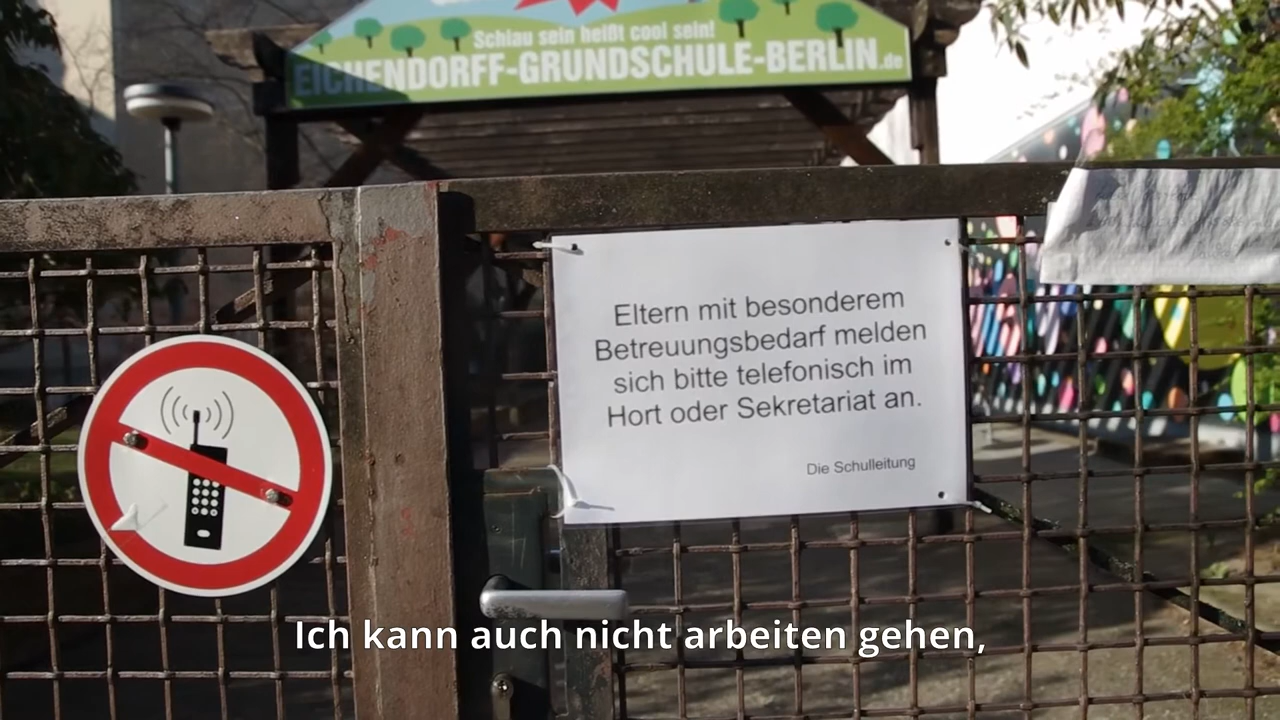 Schlau sein heißt cool sein!
EICHENDORFF-GRUNDSCHULE-BERLIN.de
Eltern mit besonderem
Betreuungsbedarf melden
sich bitte telefonisch im
Hort oder Sekretariat an.
Die Schulleitung
Ich kann auch nicht arbeiten gehen,